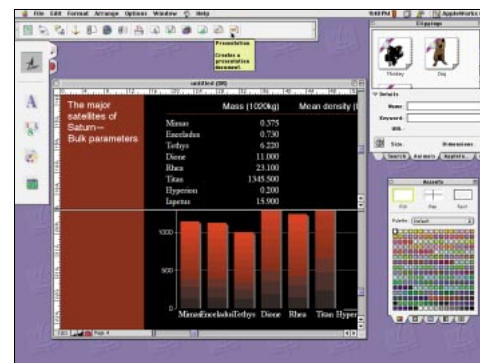 File Edit Format Arrange Options Window Help
9:48 PM AppleWorks
Presentation
Creates a
presentation
document.
Clippings
Monkey Dog
Details
Name:
Keyword:
URL:
Size: Dimensions
Search Animals
untitled (DR)
The major
satellites of
Saturn—
Bulk parameters
Mass (1020kg) Mean density (
Mimas 0.375
Enceladus 0.730
Tethys 6.220
Dione 11.000
Rhea 23.100
Titan 1345.500
Hyperion 0.200
Iapetus 15.900
1000
500
0
Mimas Enceladus Tethys Dione Rhea Titan Hyper
Page 4
Accents
Fill Pen Text
Palette: Default